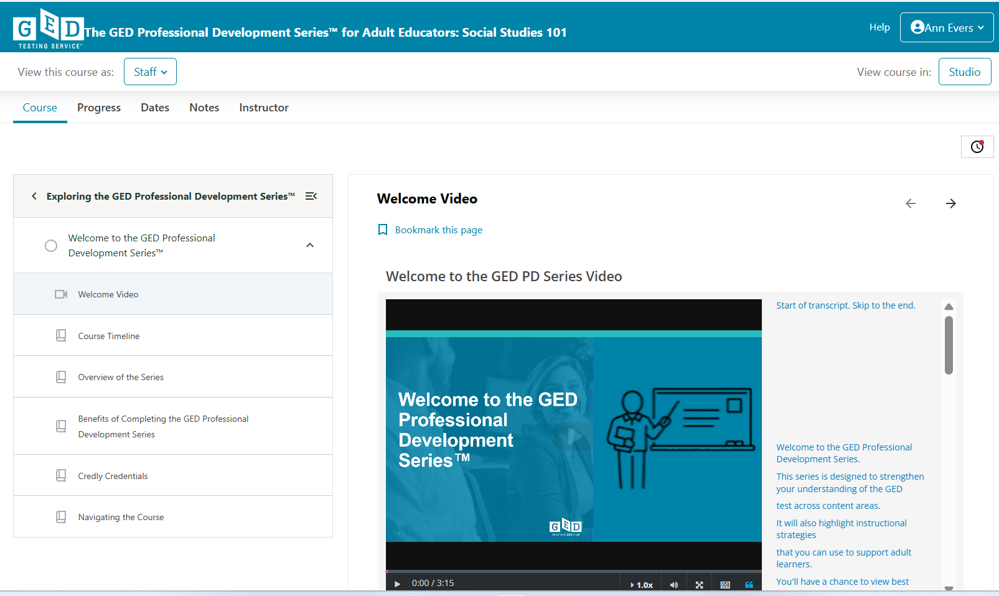 GED
TESTING SERVICE®
The GED Professional Development Series™ for Adult Educators: Social Studies 101
Help
Ann Evers
View this course as:
Staff
View course in:
Studio
Course
Progress
Dates
Notes
Instructor
Exploring the GED Professional Development Series™
Welcome to the GED Professional
Development Series™
Welcome Video
Course Timeline
Overview of the Series
Benefits of Completing the GED Professional
Development Series
Credly Credentials
Navigating the Course
Welcome Video
Bookmark this page
Welcome to the GED PD Series Video
Welcome to the GED
Professional
Development
Series™
GED
TESTING SERVICE
0:00 / 3:15
1.0x
CC
Start of transcript. Skip to the end.
Welcome to the GED Professional
Development Series.
This series is designed to strengthen
your understanding of the GED
test across content areas.
It will also highlight instructional
strategies
that you can use to support adult
learners.
You'll have a chance to view best